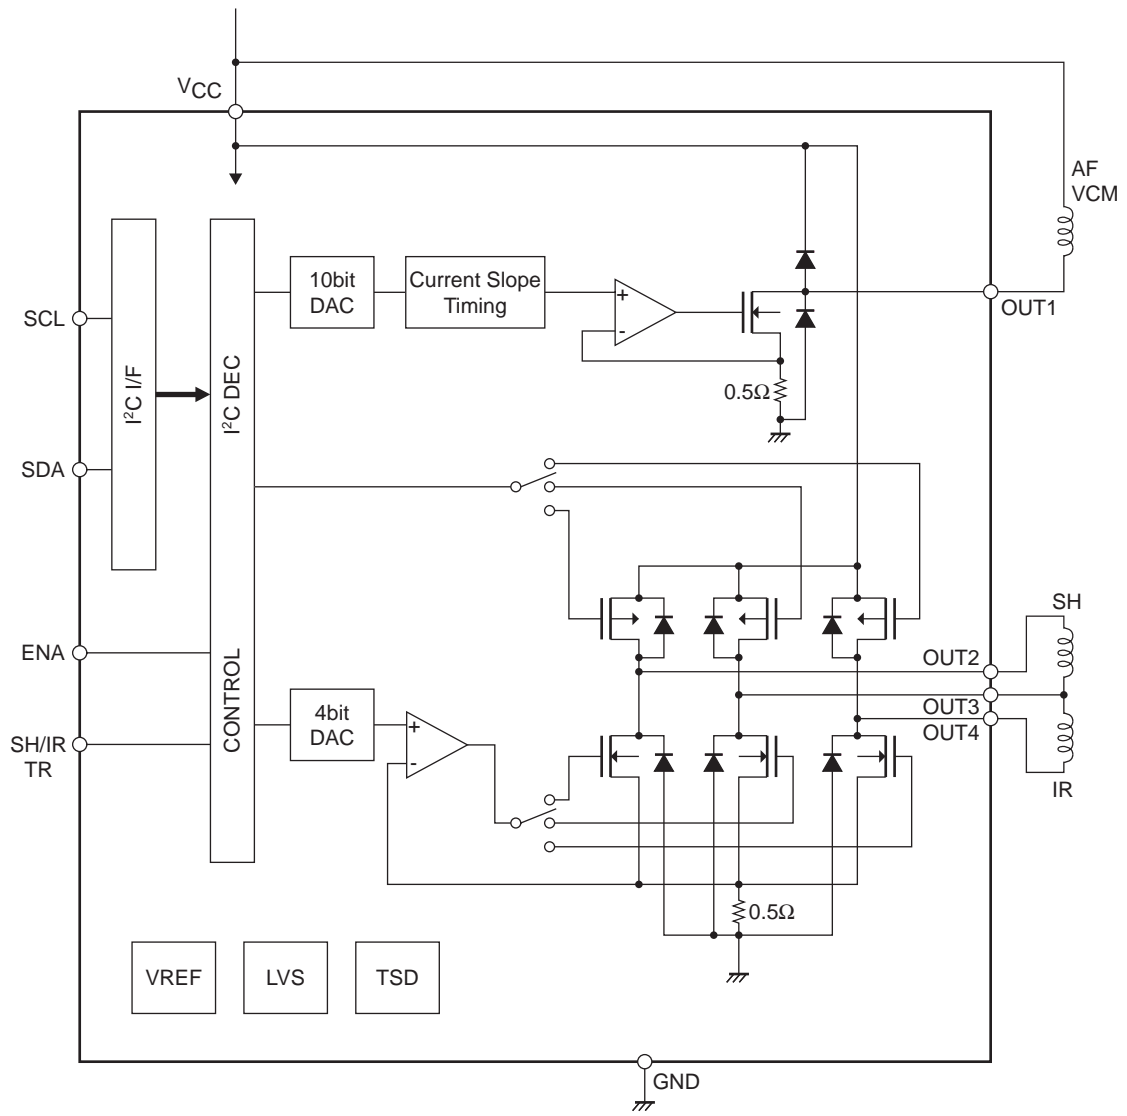 VCC
AF
VCM
10bit
DAC
Current Slope
Timing
+
-
OUT1
SCL
I²C I/F
I²C DEC
0.5Ω
SDA
SH
ENA
OUT2
CONTROL
4bit
DAC
+
-
OUT3
OUT4
SH/IR
TR
IR
0.5Ω
VREF
LVS
TSD
GND